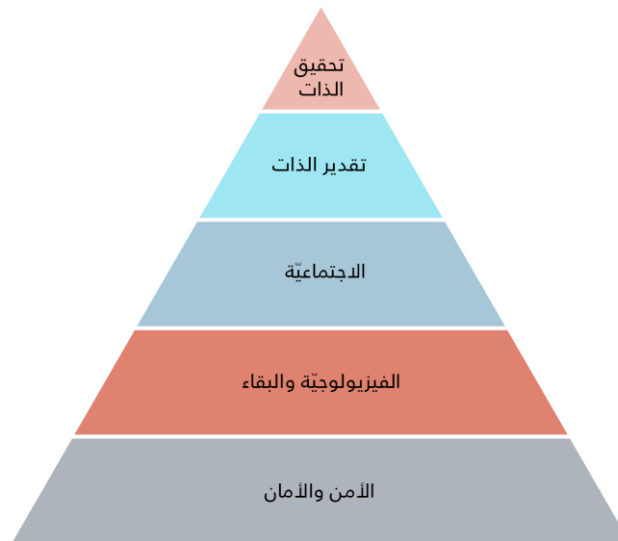 تحقيق
الذات
تقدير الذات
الاجتماعيّة
الفيزيولوجيّة والبقاء
الأمن والأمان